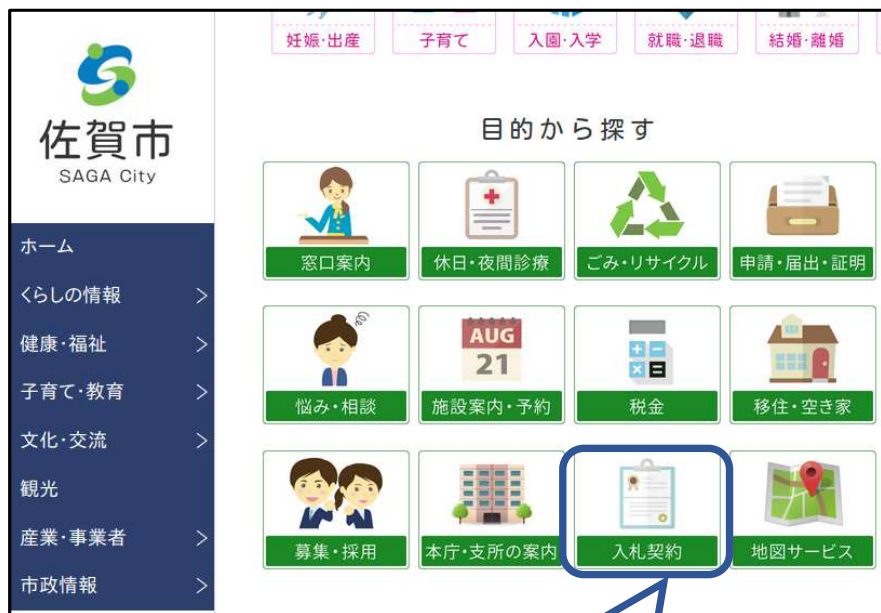 妊娠・出産
子育て
入園・入学
就職・退職
結婚・離婚
佐賀市
SAGA City
ホーム
くらしの情報 >
健康・福祉 >
子育て・教育 >
文化・交流 >
観光
産業・事業者 >
市政情報 >
目的から探す
窓口案内
休日・夜間診療
ごみ・リサイクル
申請・届出・証明
悩み・相談
AUG
21
施設案内・予約
税金
移住・空き家
募集・採用
本庁・支所の案内
入札契約
地図サービス